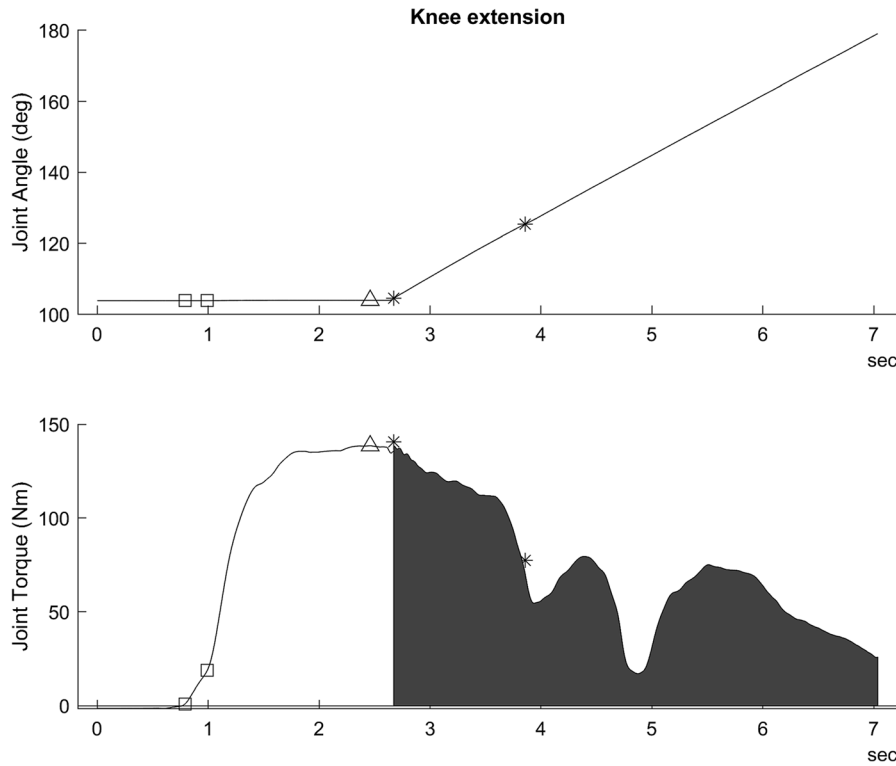 Knee extension
Joint Angle (deg)
180
160
140
120
100
0 1 2 3 4 5 6 7
sec
Joint Torque (Nm)
150
100
50
0
0 1 2 3 4 5 6 7
sec